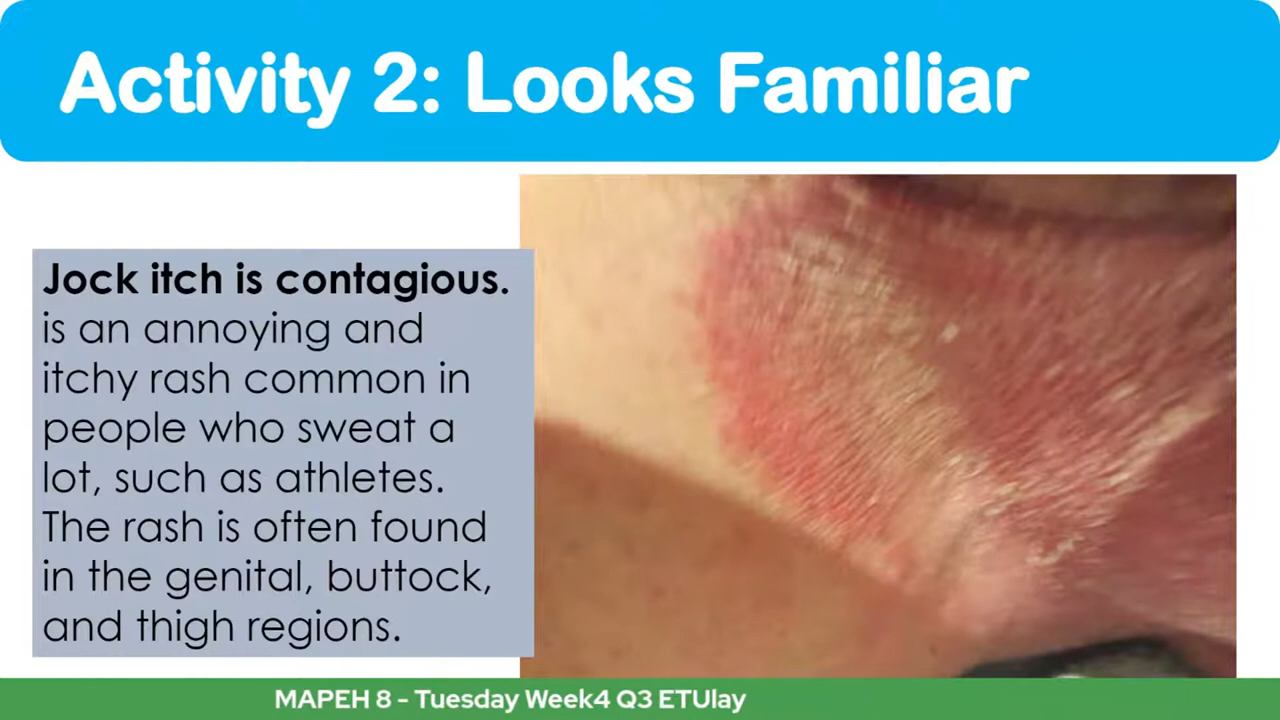 Activity 2: Looks Familiar
Jock itch is contagious.
is an annoying and
itchy rash common in
people who sweat a
lot, such as athletes.
The rash is often found
in the genital, buttock,
and thigh regions.
MAPEH 8 - Tuesday Week4 Q3 ETUlay